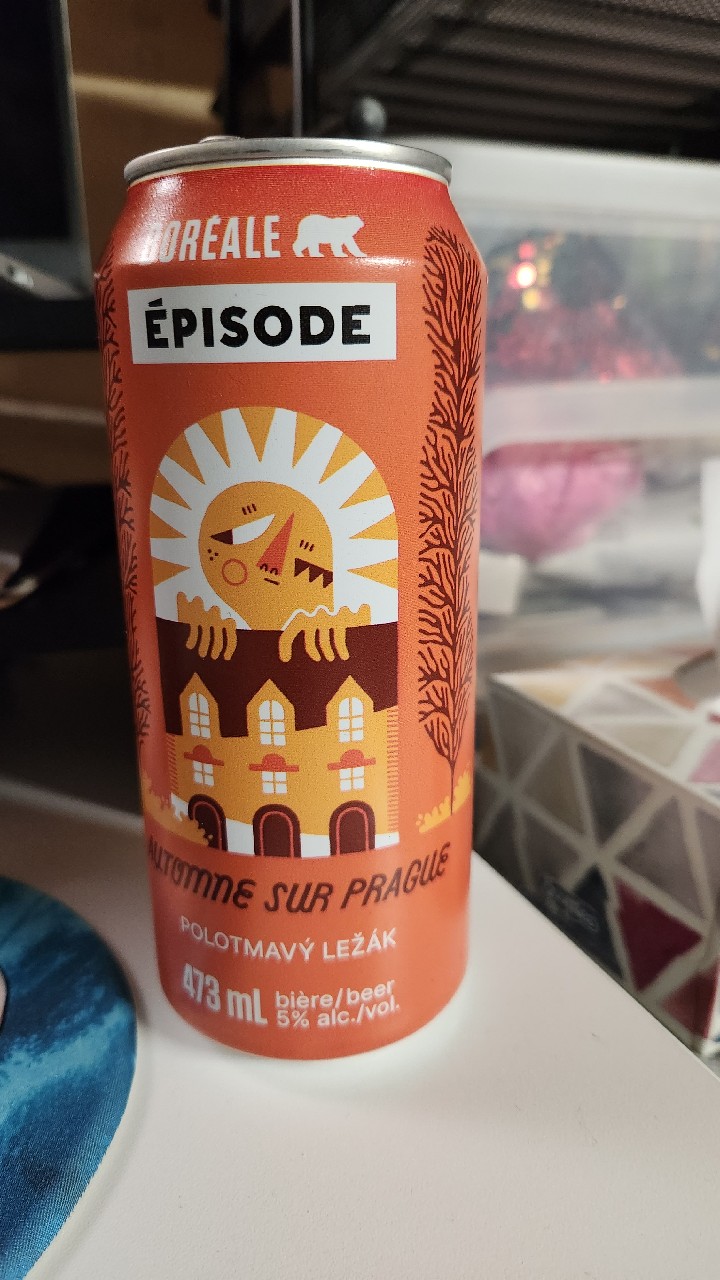 BORÉALE
ÉPISODE
AUTOMNE SUR PRAGUE
POLOTMAVÝ LEŽÁK
473 mL bière/beer
5% alc./vol.